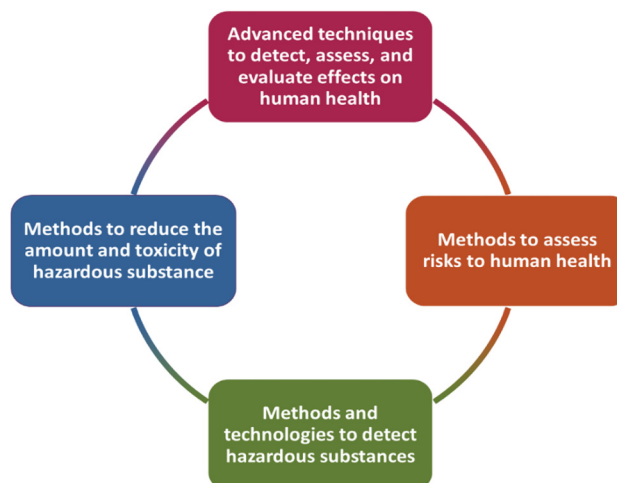 Advanced techniques
to detect, assess, and
evaluate effects on
human health
Methods to assess
risks to human health
Methods and
technologies to detect
hazardous substances
Methods to reduce the
amount and toxicity of
hazardous substance